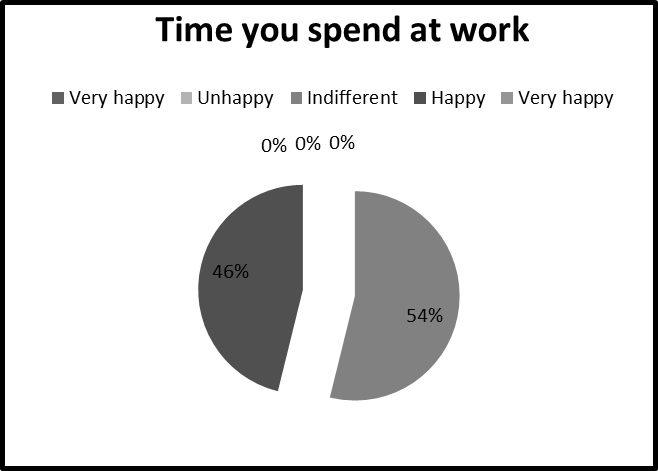 Time you spend at work
Very happy Unhappy Indifferent Happy Very happy
0% 0% 0%
46%
54%